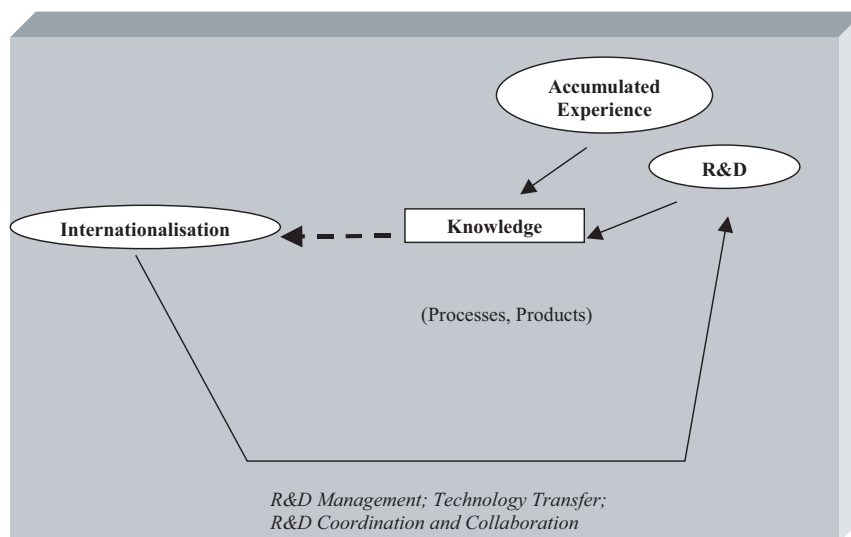 Accumulated
Experience
R&D
Internationalisation
Knowledge
(Processes, Products)
R&D Management; Technology Transfer;
R&D Coordination and Collaboration